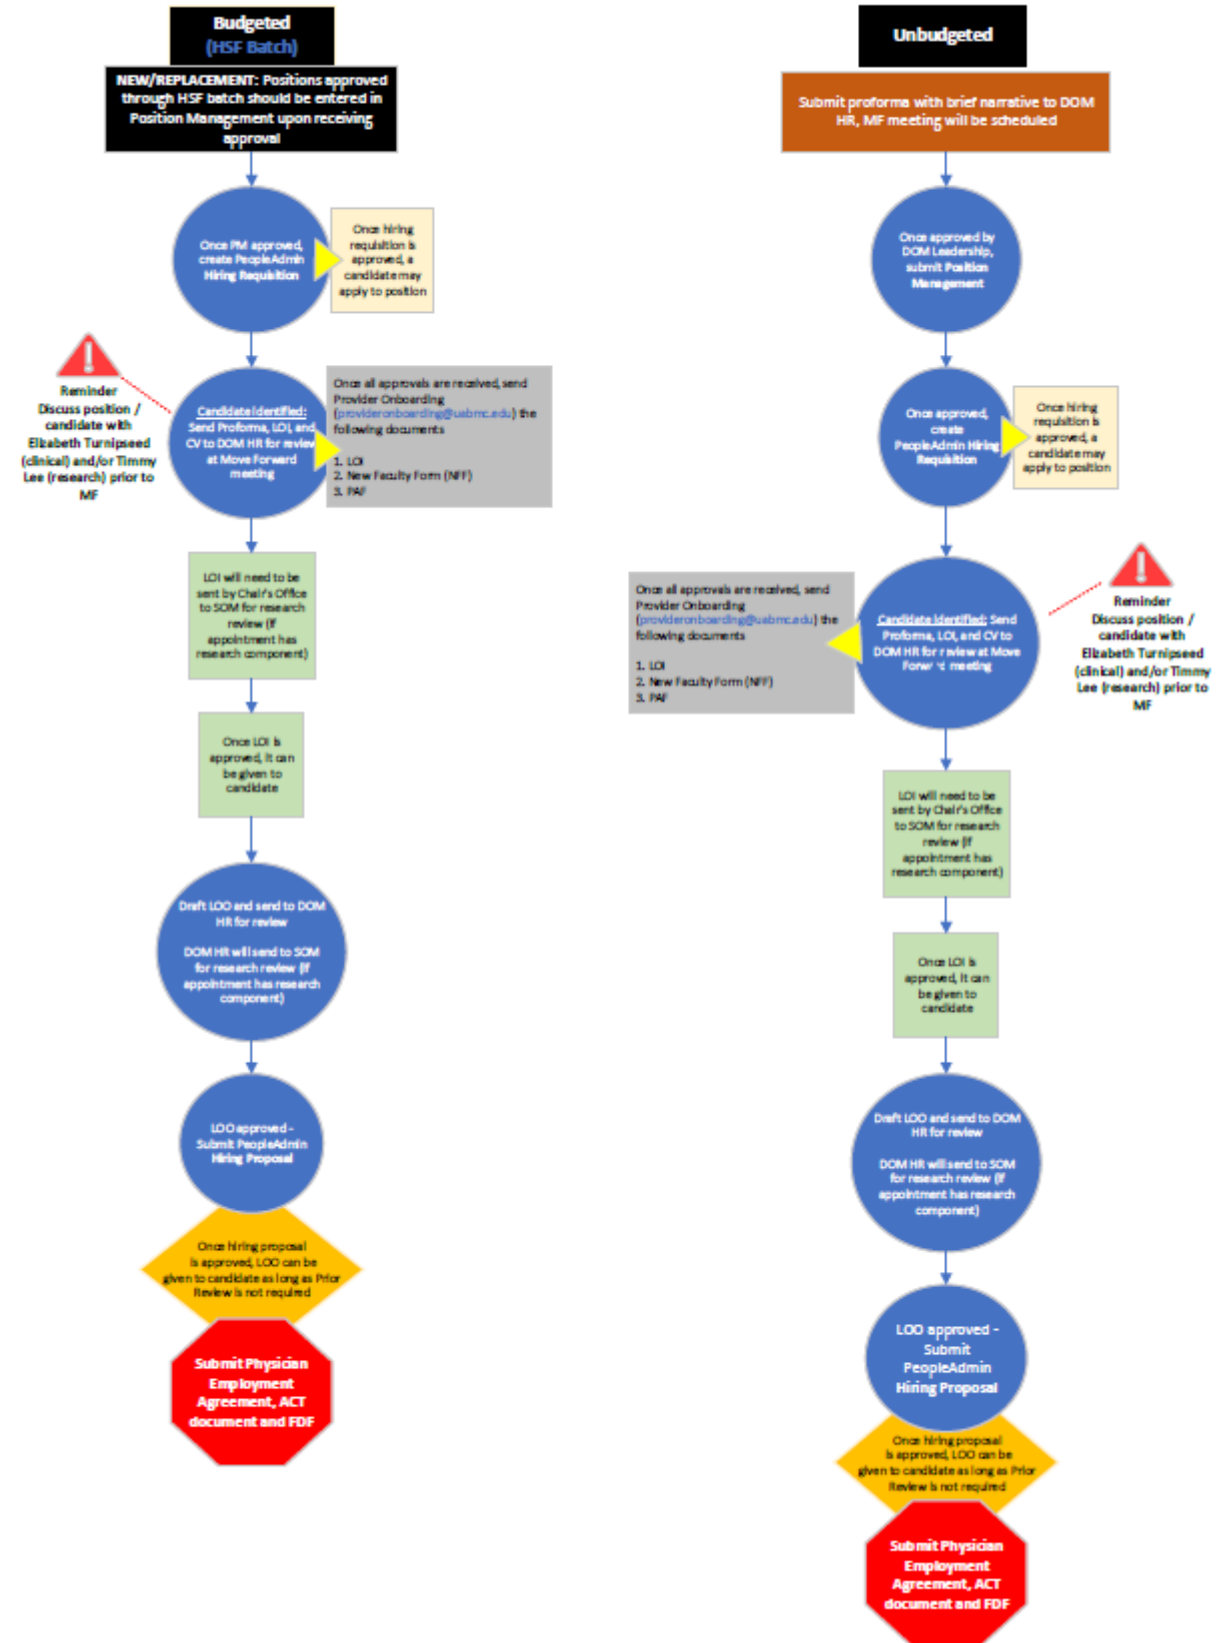 Budgeted
(HSF Batch)
NEW/REPLACEMENT: Positions approved
through HSF batch should be entered in
Position Management upon receiving
approval
Once PM approved,
create PeopleAdmin
Hiring Requisition
Once hiring
requisition is
approved, a
candidate may
apply to position
Reminder
Discuss position /
candidate with
Elizabeth Turnipseed
(clinical) and/or Timmy
Lee (research) prior to
MF
Candidate Identified:
Send Proforma, LOI, and
CV to DOM HR for review
at Move Forward
meeting
Once all approvals are received, send
Provider Onboarding
(provideronboarding@uabmc.edu) the
following documents
1. LOI
2. New Faculty Form (NFF)
3. PAF
LOI will need to be
sent by Chair's Office
to SOM for research
review (if
appointment has
research component)
Once LOI is
approved, it can
be given to
candidate
Draft LOO and send to DOM
HR for review
DOM HR will send to SOM
for research review (if
appointment has research
component)
LOO approved -
Submit PeopleAdmin
Hiring Proposal
Once hiring proposal
is approved, LOO can be
given to candidate as long as Prior
Review is not required
Submit Physician
Employment
Agreement, ACT
document and FDF
Unbudgeted
Submit proforma with brief narrative to DOM
HR, MF meeting will be scheduled
Once approved by
DOM Leadership,
submit Position
Management
Once approved,
create
PeopleAdmin Hiring
Requisition
Once hiring
requisition is
approved, a
candidate may
apply to position
Once all approvals are received, send
Provider Onboarding
(provideronboarding@uabmc.edu) the
following documents
1. LOI
2. New Faculty Form (NFF)
3. PAF
Candidate Identified: Send
Proforma, LOI, and CV to
DOM HR for review at Move
Forward meeting
Reminder
Discuss position /
candidate with
Elizabeth Turnipseed
(clinical) and/or Timmy
Lee (research) prior to
MF
LOI will need to be
sent by Chair's Office
to SOM for research
review (if
appointment has
research component)
Once LOI is
approved, it can
be given to
candidate
Draft LOO and send to DOM
HR for review
DOM HR will send to SOM
for research review (if
appointment has research
component)
LOO approved –
Submit
PeopleAdmin
Hiring Proposal
Once hiring proposal
is approved, LOO can be
given to candidate as long as Prior
Review is not required
Submit Physician
Employment
Agreement, ACT
document and FDF